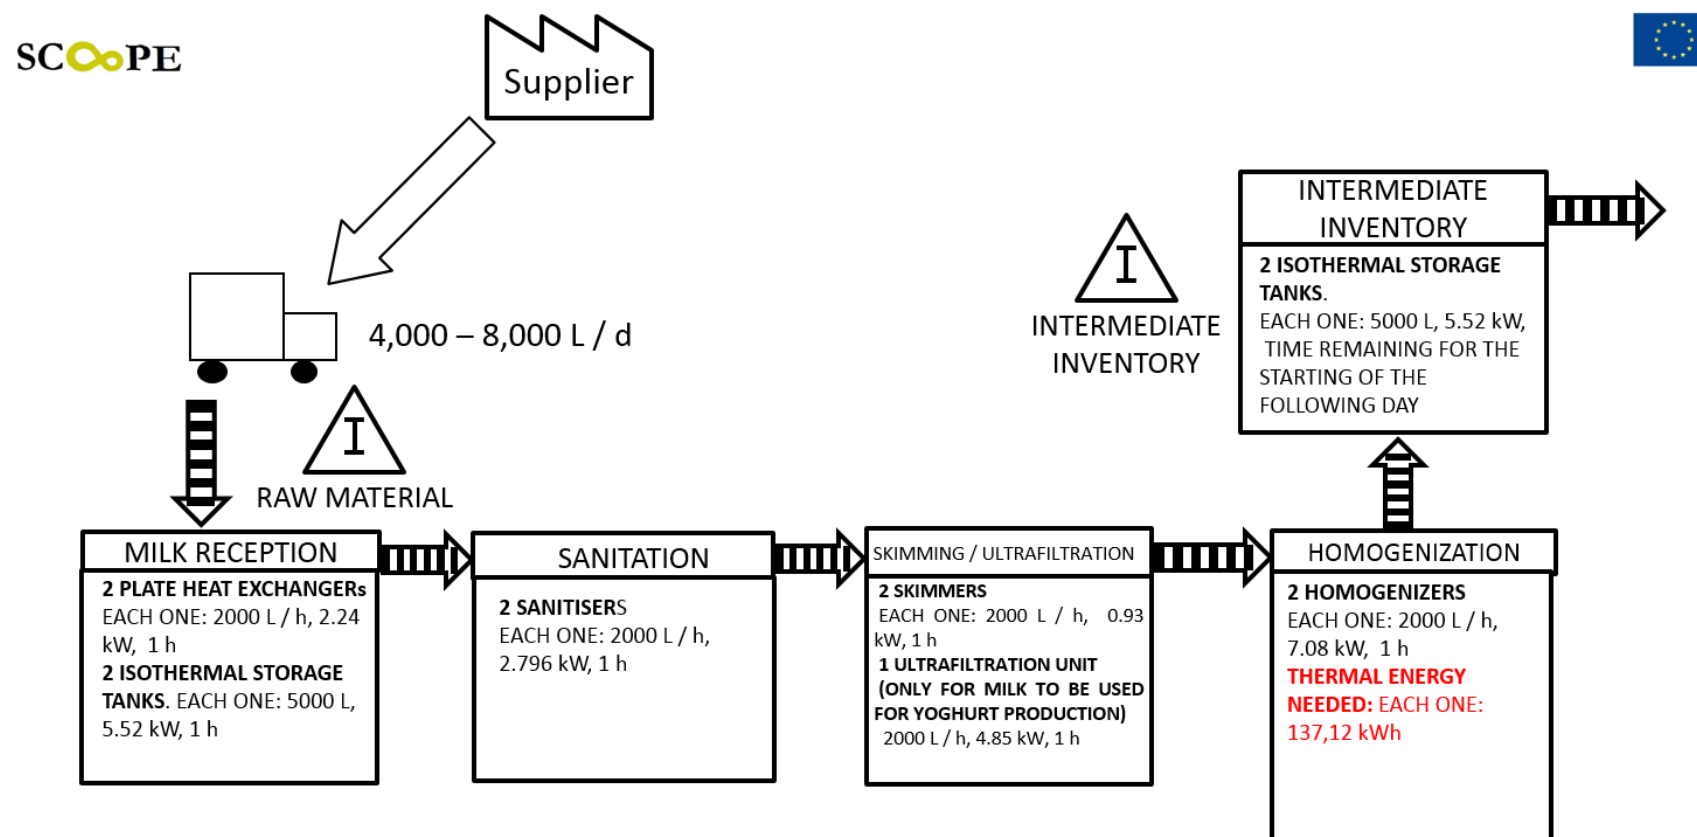 SC PE
Supplier
4,000 – 8,000 L / d
I
RAW MATERIAL
MILK RECEPTION
2 PLATE HEAT EXCHANGERs
EACH ONE: 2000 L / h, 2.24
kW, 1 h
2 ISOTHERMAL STORAGE
TANKS. EACH ONE: 5000 L,
5.52 kW, 1 h
SANITATION
2 SANITISERS
EACH ONE: 2000 L / h,
2.796 kW, 1 h
SKIMMING / ULTRAFILTRATION
2 SKIMMERS
EACH ONE: 2000 L / h, 0.93
kW, 1 h
1 ULTRAFILTRATION UNIT
(ONLY FOR MILK TO BE USED
FOR YOGHURT PRODUCTION)
2000 L / h, 4.85 kW, 1 h
HOMOGENIZATION
2 HOMOGENIZERS
EACH ONE: 2000 L / h,
7.08 kW, 1 h
THERMAL ENERGY
NEEDED: EACH ONE:
137,12 kWh
I
INTERMEDIATE
INVENTORY
INTERMEDIATE
INVENTORY
2 ISOTHERMAL STORAGE
TANKS.
EACH ONE: 5000 L, 5.52 kW,
TIME REMAINING FOR THE
STARTING OF THE
FOLLOWING DAY